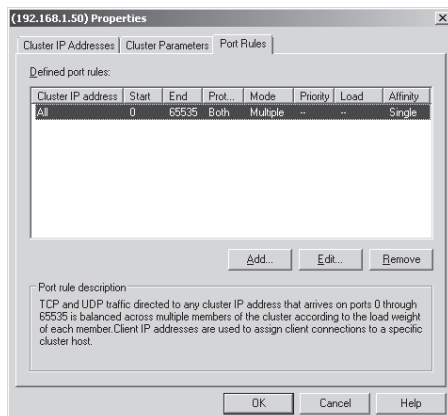 (192.168.1.50) Properties
Cluster IP Addresses Cluster Parameters Port Rules
Defined port rules:
Cluster IP address Start End Prot... Mode Priority Load Affinity
All 0 65535 Both Multiple -- -- Single
Add... Edit... Remove
Port rule description
TCP and UDP traffic directed to any cluster IP address that arrives on ports 0 through
65535 is balanced across multiple members of the cluster according to the load weight
of each member.Client IP addresses are used to assign client connections to a specific
cluster host.
OK Cancel Help